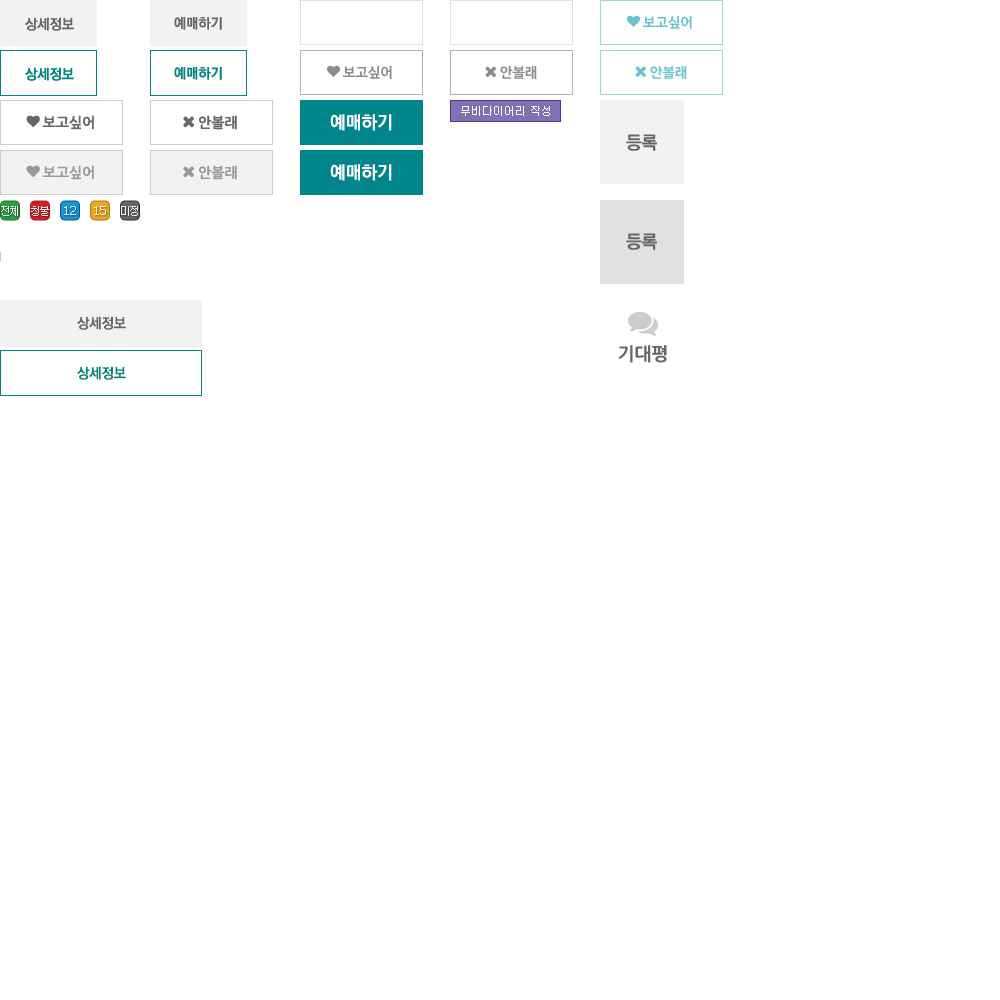 상세정보 예매하기 보고싶어
상세정보 예매하기 보고싶어 안볼래 안볼래
보고싶어 안볼래 예매하기 무비다이어리 작성 등록
보고싶어 안볼래 예매하기
전체 청불 12 15 미정
등록
상세정보
기대평
상세정보